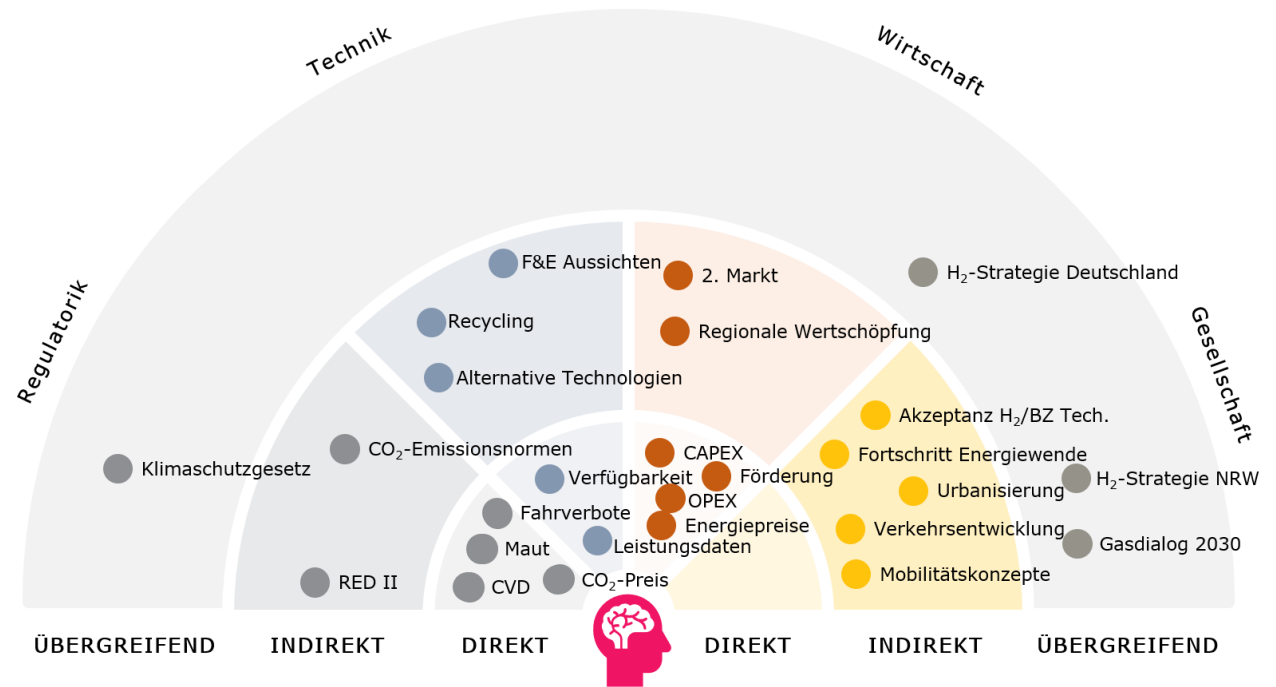 Technik
Wirtschaft
Regulatorik
Gesellschaft
F&E Aussichten
2. Markt
H₂-Strategie Deutschland
Recycling
Regionale Wertschöpfung
Alternative Technologien
Akzeptanz H₂/BZ Tech.
CO₂-Emissionsnormen
CAPEX
Fortschritt Energiewende
Klimaschutzgesetz
Verfügbarkeit
Förderung
H₂-Strategie NRW
Urbanisierung
OPEX
Fahrverbote
Energiepreise
Verkehrsentwicklung
Maut
Leistungsdaten
Gasdialog 2030
RED II
CVD
CO₂-Preis
Mobilitätskonzepte
ÜBERGREIFEND
INDIREKT
DIREKT
DIREKT
INDIREKT
ÜBERGREIFEND